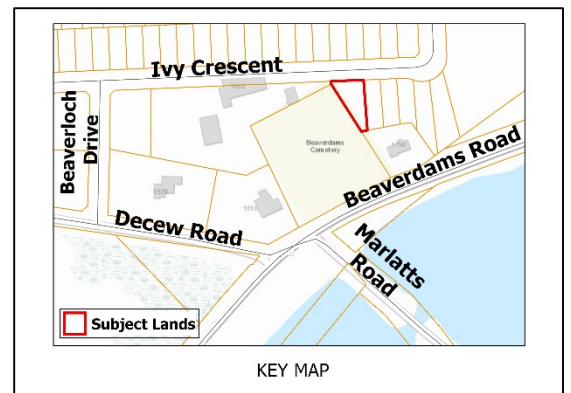 Ivy Crescent
Beaverloch
Drive
Beaverdams
Cemetery
Beaverdams Road
Decew Road
Marlatts
Road
Subject Lands
KEY MAP